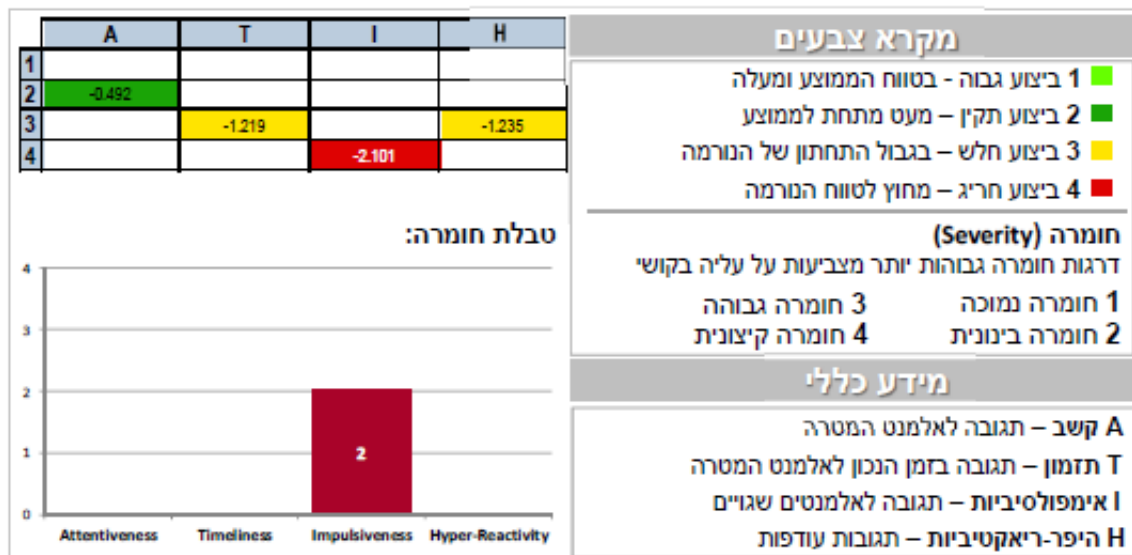 A T I H
1
2 -0.492
3 -1.219 -1.235
4 -2.101
טבלת חומרה:
4
3
2
1
0
2
Attentiveness Timeliness Impulsiveness Hyper-Reactivity
מקרא צבעים
1 ביצוע גבוה - בטווח הממוצע ומעלה
2 ביצוע תקין – מעט מתחת לממוצע
3 ביצוע חלש – בגבול התחתון של הנורמה
4 ביצוע חריג – מחוץ לטווח הנורמה
חומרה (Severity)
דרגות חומרה גבוהות יותר מצביעות על עליה בקושי
1 חומרה נמוכה 3 חומרה גבוהה
2 חומרה בינונית 4 חומרה קיצונית
מידע כללי
A קשב – תגובה לאלמנט המטרה
T תזמון – תגובה בזמן הנכון לאלמנט המטרה
I אימפולסיביות – תגובה לאלמנטים שגויים
H היפר-ריאקטיביות – תגובות עודפות